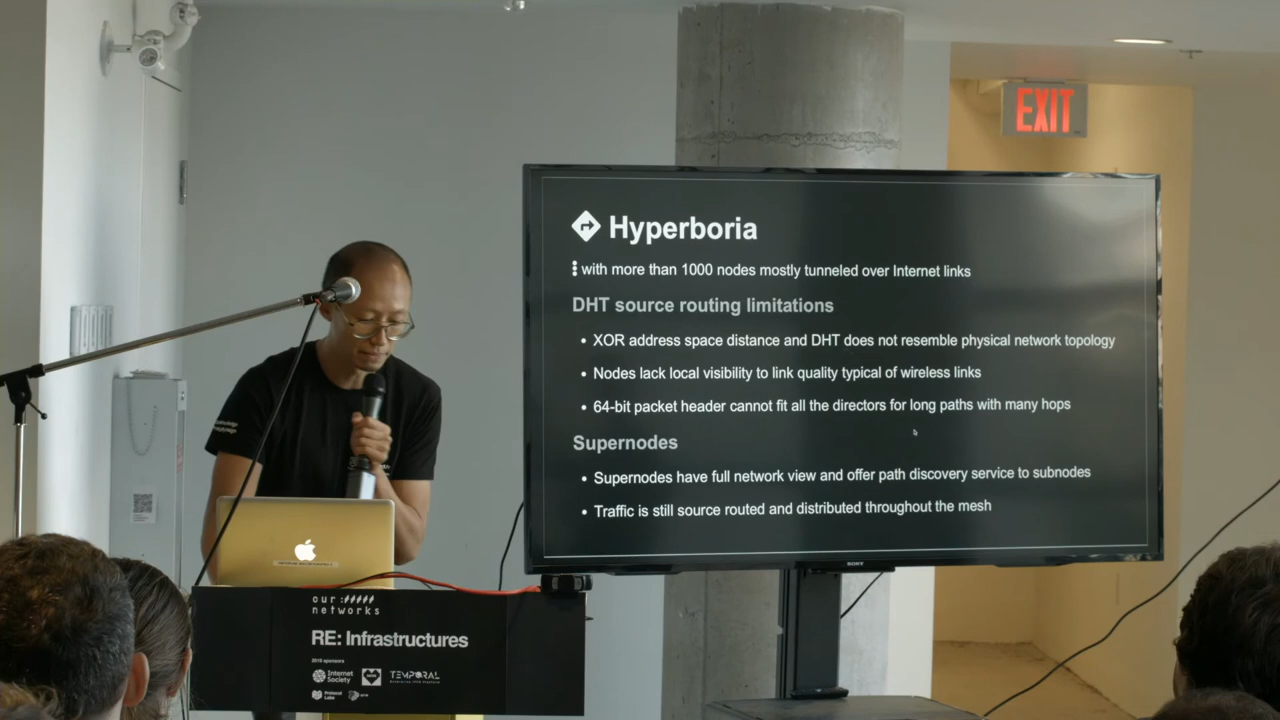 EXIT
Hyperboria
with more than 1000 nodes mostly tunneled over Internet links
DHT source routing limitations
• XOR address space distance and DHT does not resemble physical network topology
• Nodes lack local visibility to link quality typical of wireless links
• 64-bit packet header cannot fit all the directors for long paths with many hops
Supernodes
• Supernodes have full network view and offer path discovery service to subnodes
• Traffic is still source routed and distributed throughout the mesh
SONY
our
networks
RE: Infrastructures
2019 sponsors
Internet
Society
TEMPORAL
Protocol
Labs